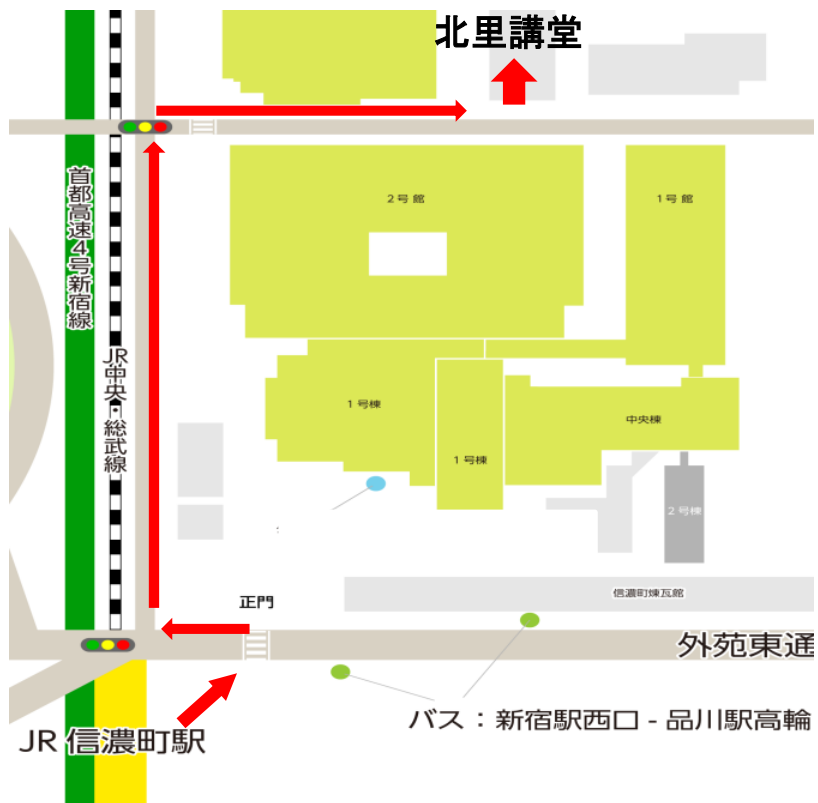 北里講堂
首都高速4号新宿線
2号館
1号館
JR中央・総武線
1号棟
中央棟
1号棟
2号棟
信濃町煉瓦館
正門
外苑東通
バス：新宿駅西口 - 品川駅高輪
JR 信濃町駅